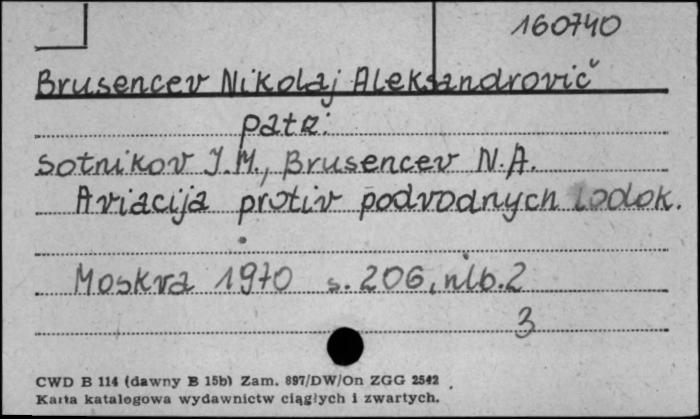 160740
Brusencev Nikolaj Aleksandrovič
patz:
Sotnikov J.M., Brusencev N.A.
Aviacija protiv podvodnych lodok.
Moskva 1970 s. 206, nlb. 2
3
CWD B 114 (dawny B 15b) Zam. 897/DW/On ZGG 2542
Karta katalogowa wydawnictw ciągłych i zwartych.